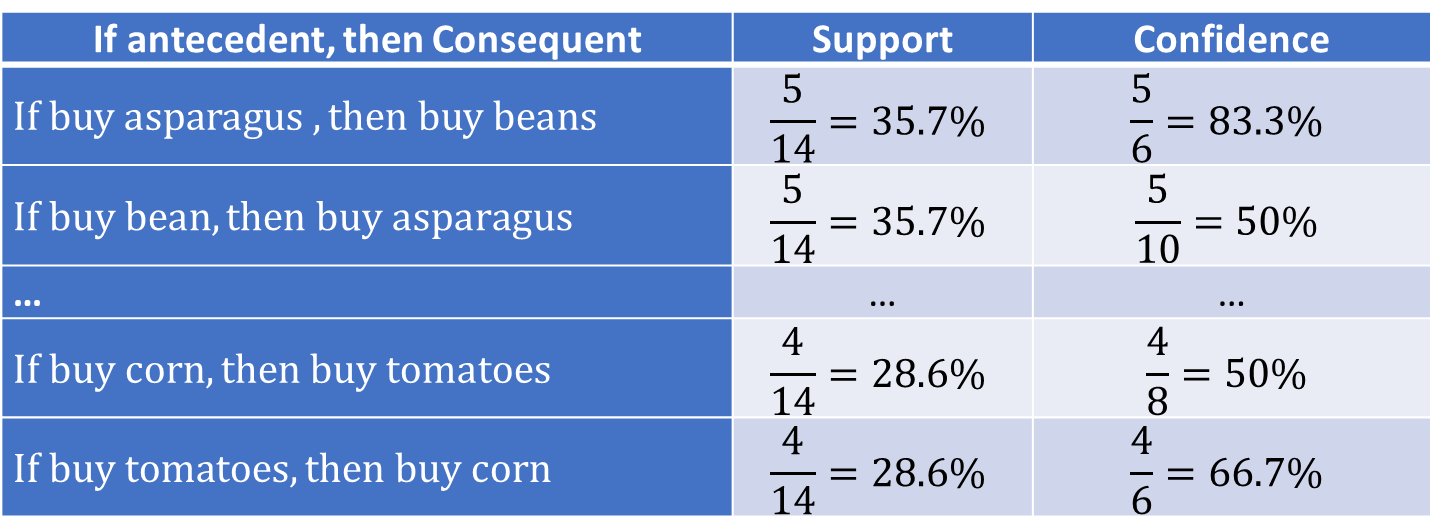 If antecedent, then Consequent Support Confidence
If buy asparagus , then buy beans 5/14 = 35.7% 5/6 = 83.3%
If buy bean, then buy asparagus 5/14 = 35.7% 5/10 = 50%
... ... ...
If buy corn, then buy tomatoes 4/14 = 28.6% 4/8 = 50%
If buy tomatoes, then buy corn 4/14 = 28.6% 4/6 = 66.7%